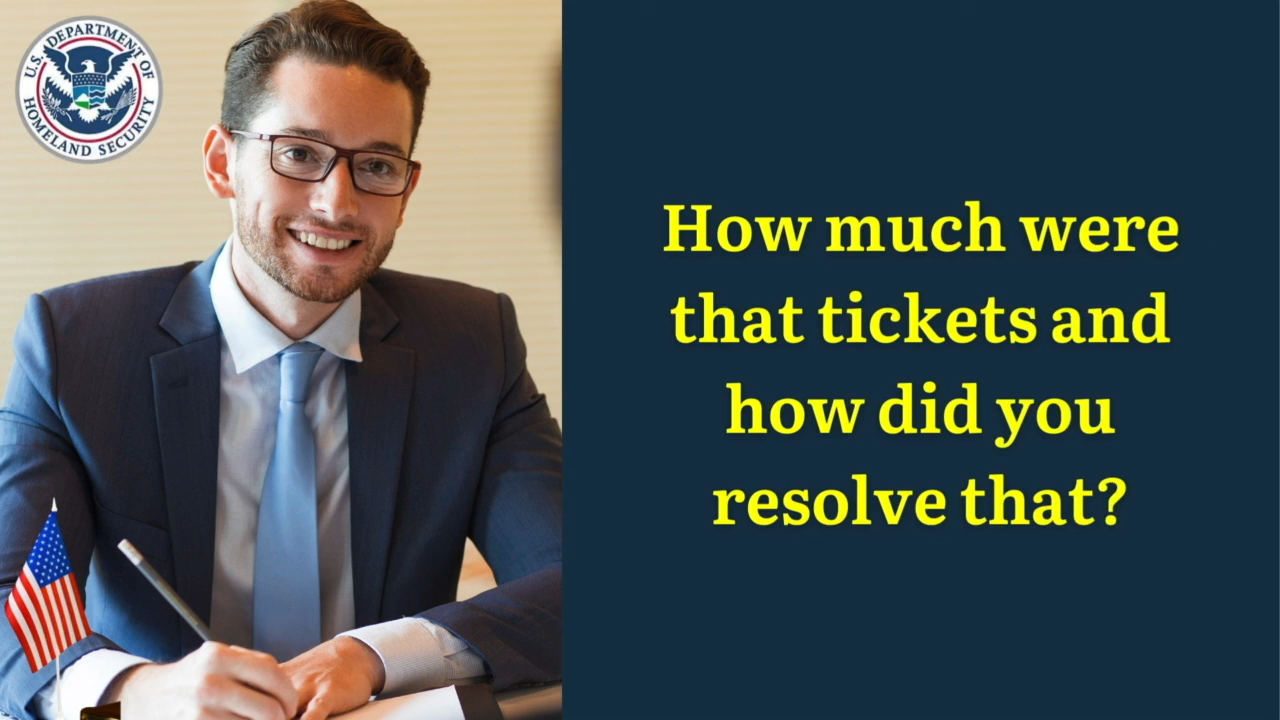 U.S. DEPARTMENT OF
HOMELAND SECURITY
How much were
that tickets and
how did you
resolve that?